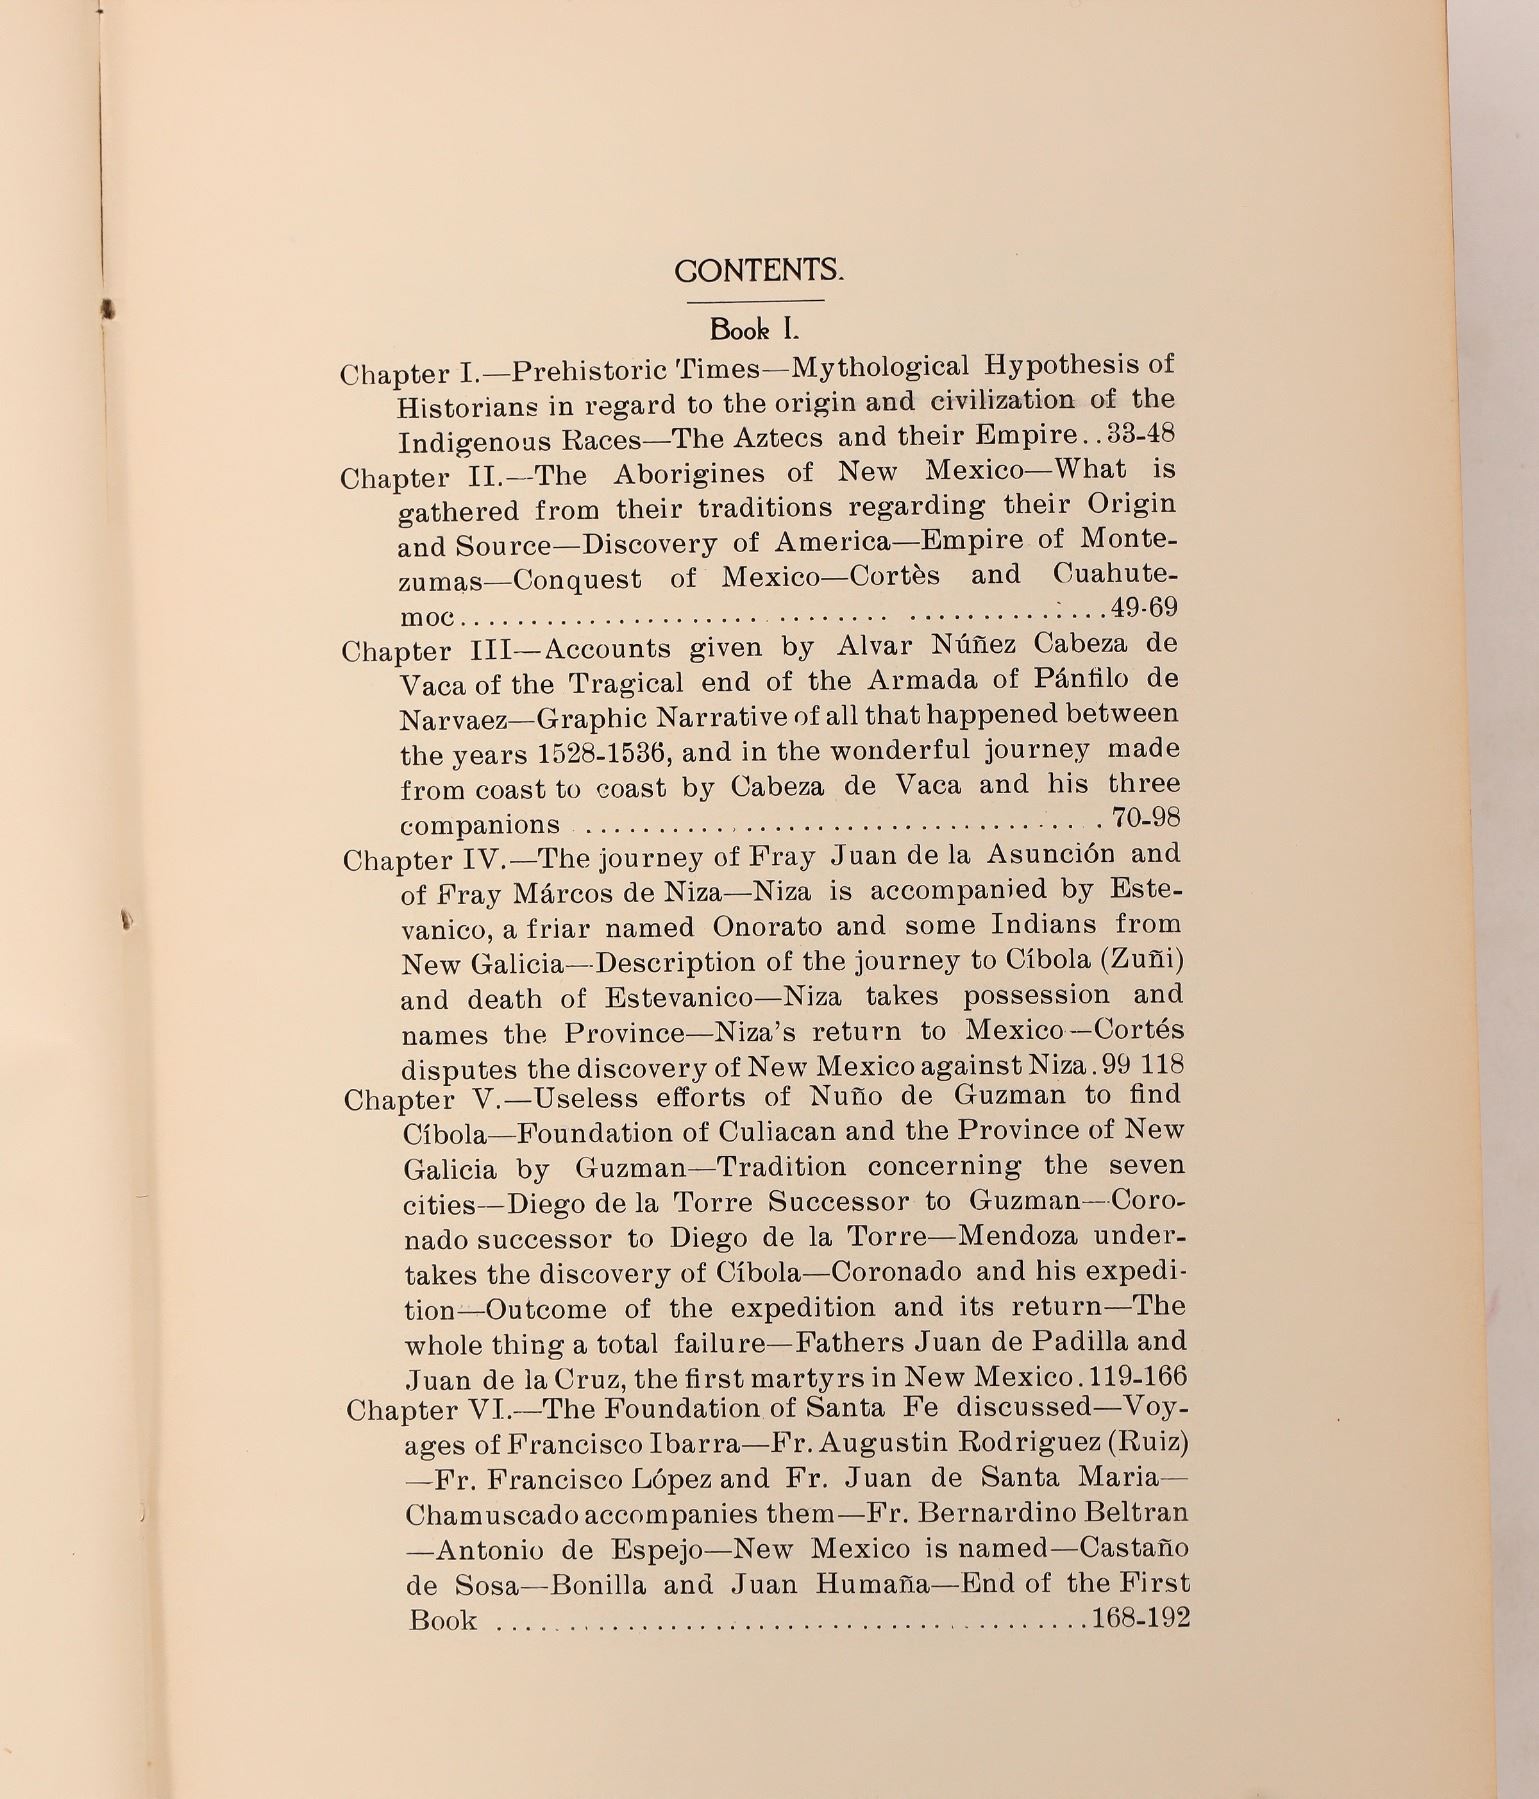 CONTENTS.
Book I.
Chapter I.—Prehistoric Times—Mythological Hypothesis of
Historians in regard to the origin and civilization of the
Indigenous Races—The Aztecs and their Empire..33-48
Chapter II.—The Aborigines of New Mexico—What is
gathered from their traditions regarding their Origin
and Source—Discovery of America—Empire of Monte-
zumas—Conquest of Mexico—Cortès and Cuahute-
moc............................................49-69
Chapter III—Accounts given by Alvar Núñez Cabeza de
Vaca of the Tragical end of the Armada of Pánfilo de
Narvaez—Graphic Narrative of all that happened between
the years 1528-1536, and in the wonderful journey made
from coast to coast by Cabeza de Vaca and his three
companions ....................................70-98
Chapter IV.—The journey of Fray Juan de la Asunción and
of Fray Márcos de Niza—Niza is accompanied by Este-
vanico, a friar named Onorato and some Indians from
New Galicia—Description of the journey to Cíbola (Zuñi)
and death of Estevanico—Niza takes possession and
names the Province—Niza's return to Mexico—Cortés
disputes the discovery of New Mexico against Niza.99 118
Chapter V.—Useless efforts of Nuño de Guzman to find
Cíbola—Foundation of Culiacan and the Province of New
Galicia by Guzman—Tradition concerning the seven
cities—Diego de la Torre Successor to Guzman—Coro-
nado successor to Diego de la Torre—Mendoza under-
takes the discovery of Cíbola—Coronado and his expedi-
tion—Outcome of the expedition and its return—The
whole thing a total failure—Fathers Juan de Padilla and
Juan de la Cruz, the first martyrs in New Mexico.119-166
Chapter VI.—The Foundation of Santa Fe discussed—Voy-
ages of Francisco Ibarra—Fr. Augustin Rodriguez (Ruiz)
—Fr. Francisco López and Fr. Juan de Santa Maria—
Chamuscado accompanies them—Fr. Bernardino Beltran
—Antonio de Espejo—New Mexico is named—Castaño
de Sosa—Bonilla and Juan Humaña—End of the First
Book .........................................168-192